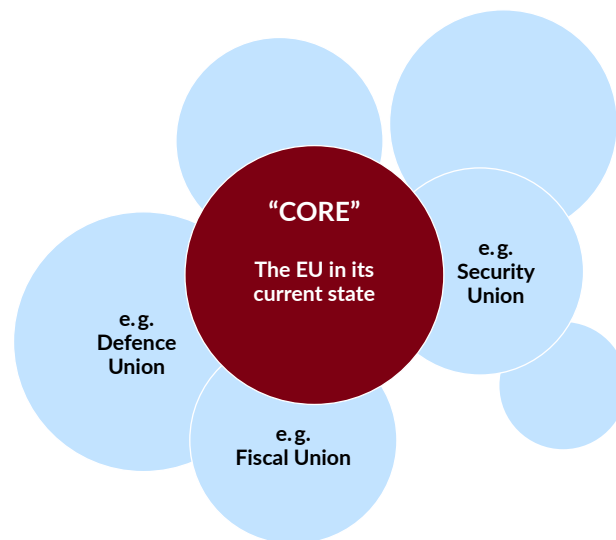 “CORE”
The EU in its
current state
e.g.
Security
Union
e.g.
Defence
Union
e.g.
Fiscal Union